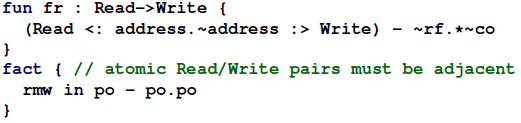 fun fr : Read->Write {
  (Read <: address.~address :> Write) - ~rf.*~co
}
fact { // atomic Read/Write pairs must be adjacent
  rmw in po - po.po
}